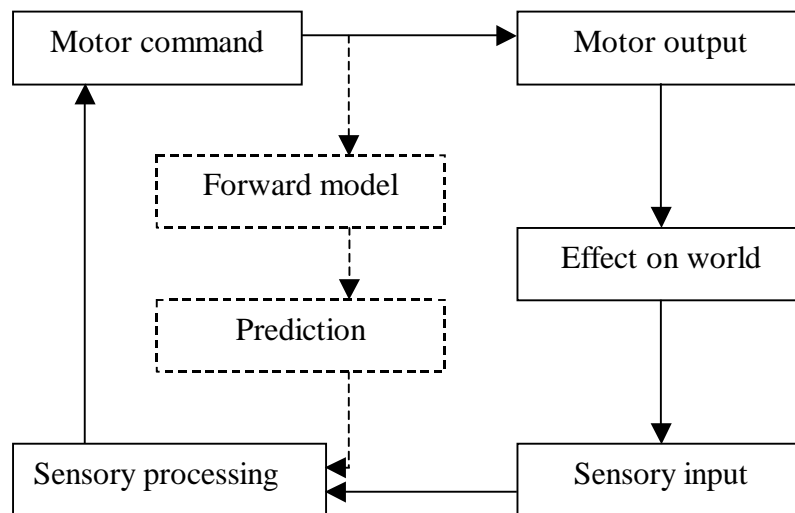 Motor command
Motor output
Forward model
Effect on world
Prediction
Sensory processing
Sensory input